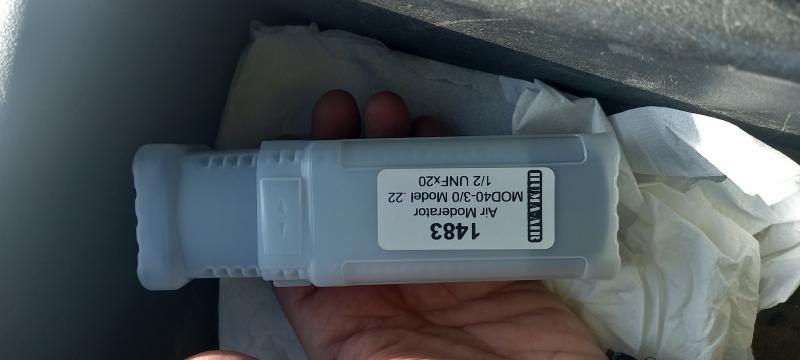 HUMA-AIR
1483
Air Moderator
MOD40-3/0 Model .22
1/2 UNFx20